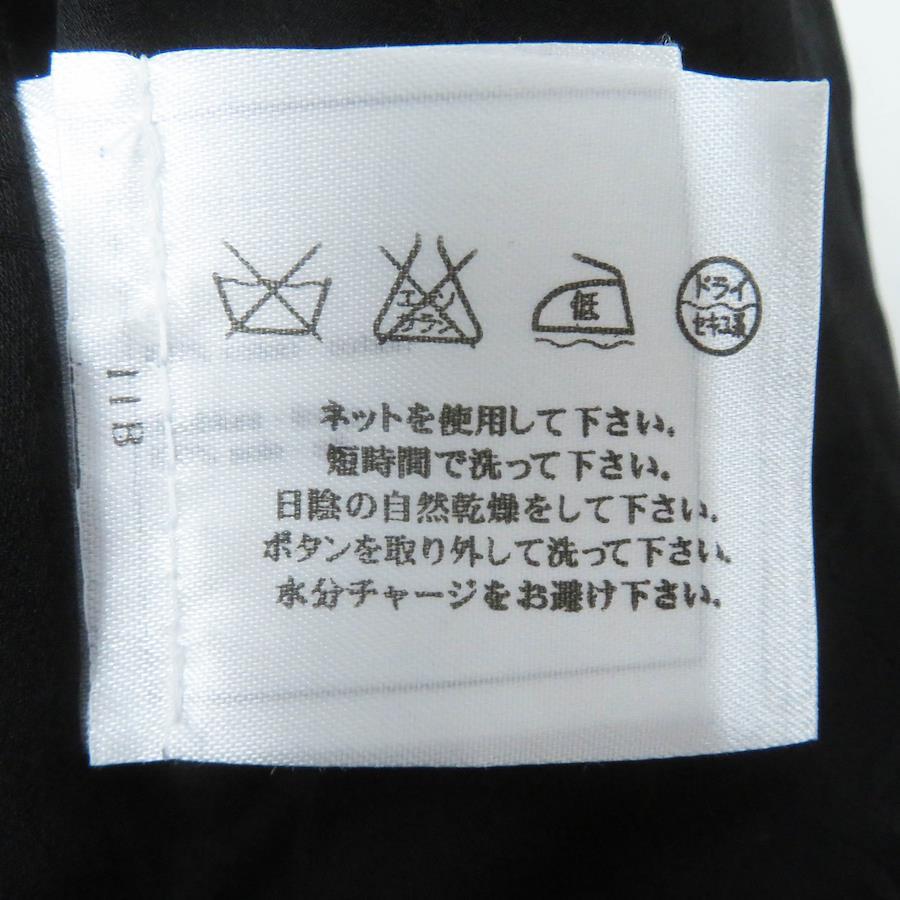 エンソ
サラシ
低
ドライ
セキユ系
ネットを使用して下さい.
短時間で洗って下さい.
日陰の自然乾燥をして下さい.
ボタンを取り外して洗って下さい.
水分チャージをお避け下さい.
11B